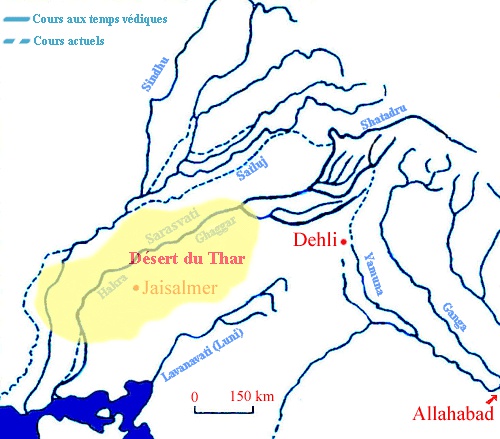 Cours aux temps védiques
Cours actuels
Sindhu
Shatadru
Satluj
Sarasvati
Ghaggar
Dehli
Désert du Thar
Hakra
Jaisalmer
Yamuna
Ganga
Lavanavati (Luni)
0 150 km
Allahabad